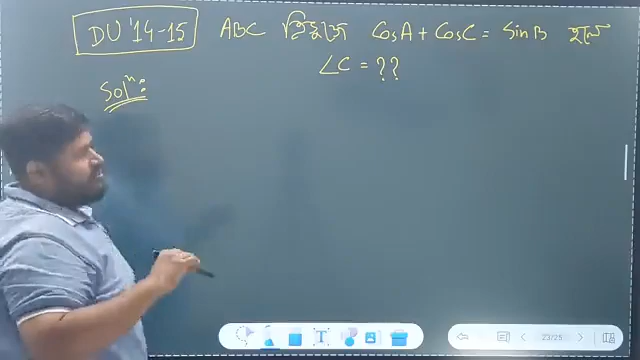 DU '14-15 ABC ত্রিভুজে CosA + CosC = SinB হলে
∠C = ??
Solⁿ:
T
23/25